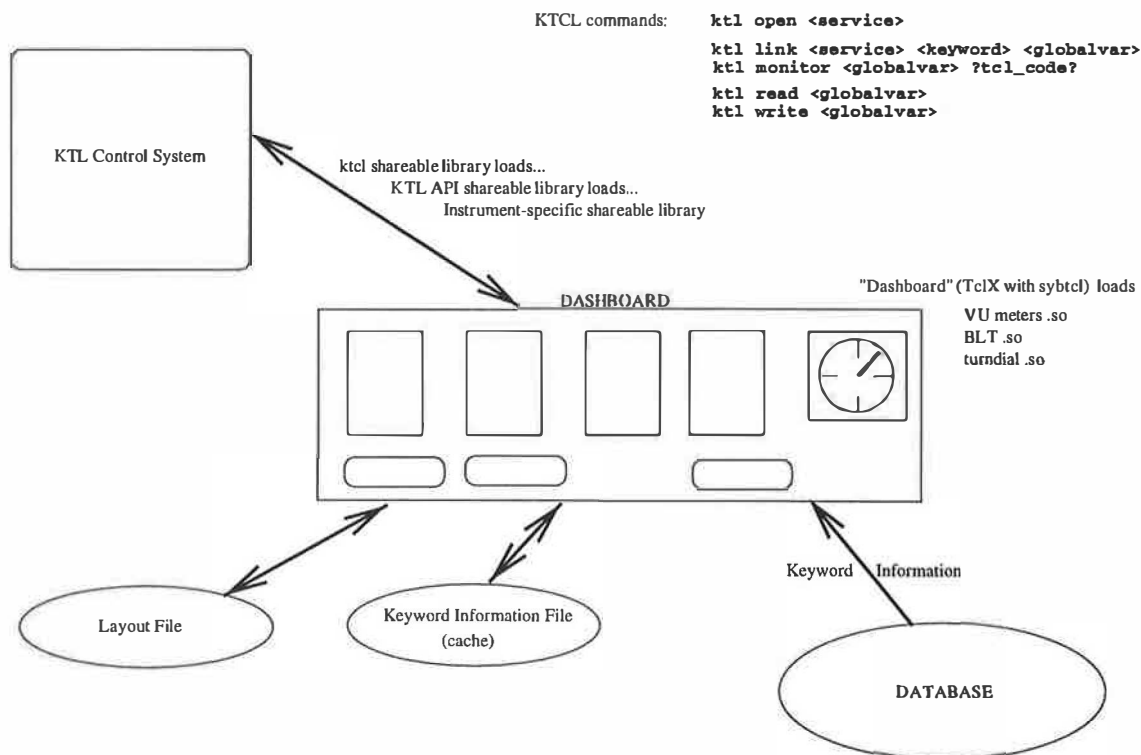 KTCL commands: ktl open <service>
ktl link <service> <keyword> <globalvar>
ktl monitor <globalvar> ?tcl_code?
ktl read <globalvar>
ktl write <globalvar>
KTL Control System
ktcl shareable library loads...
KTL API shareable library loads...
Instrument-specific shareable library
DASHBOARD
"Dashboard" (TclX with sybtcl) loads
VU meters .so
BLT .so
turndial .so
Keyword Information
Layout File
Keyword Information File
(cache)
DATABASE